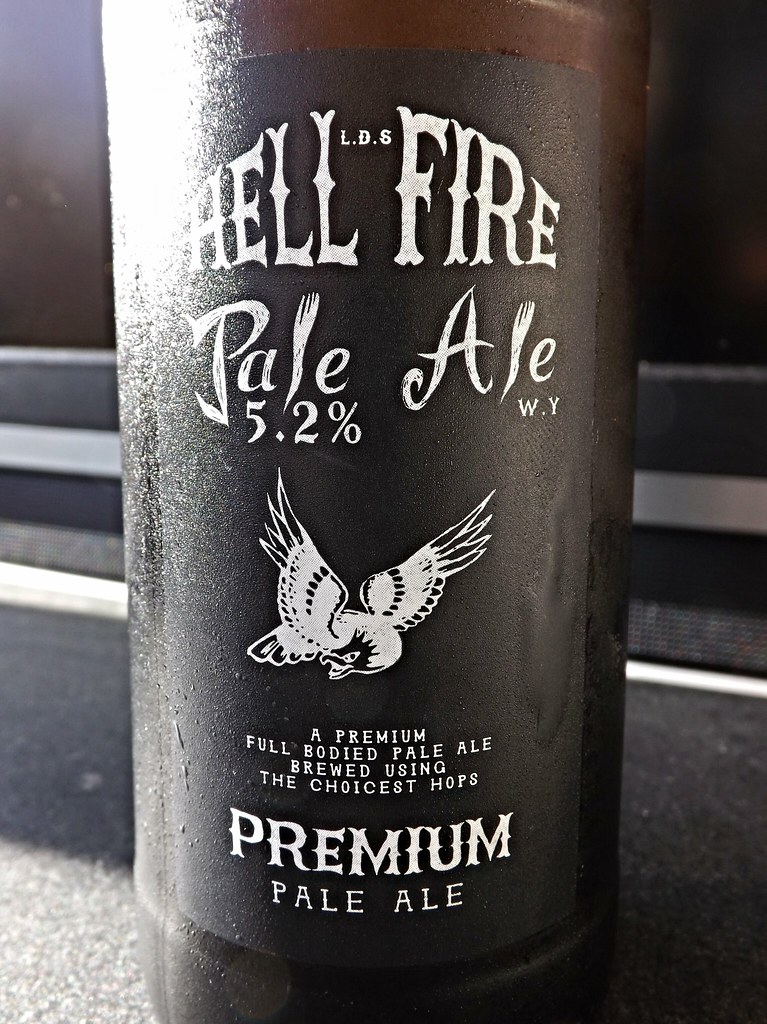 HELL L.D.S FIRE
Pale Ale
5.2% W.Y
A PREMIUM
FULL BODIED PALE ALE
BREWED USING
THE CHOICEST HOPS
PREMIUM
PALE ALE